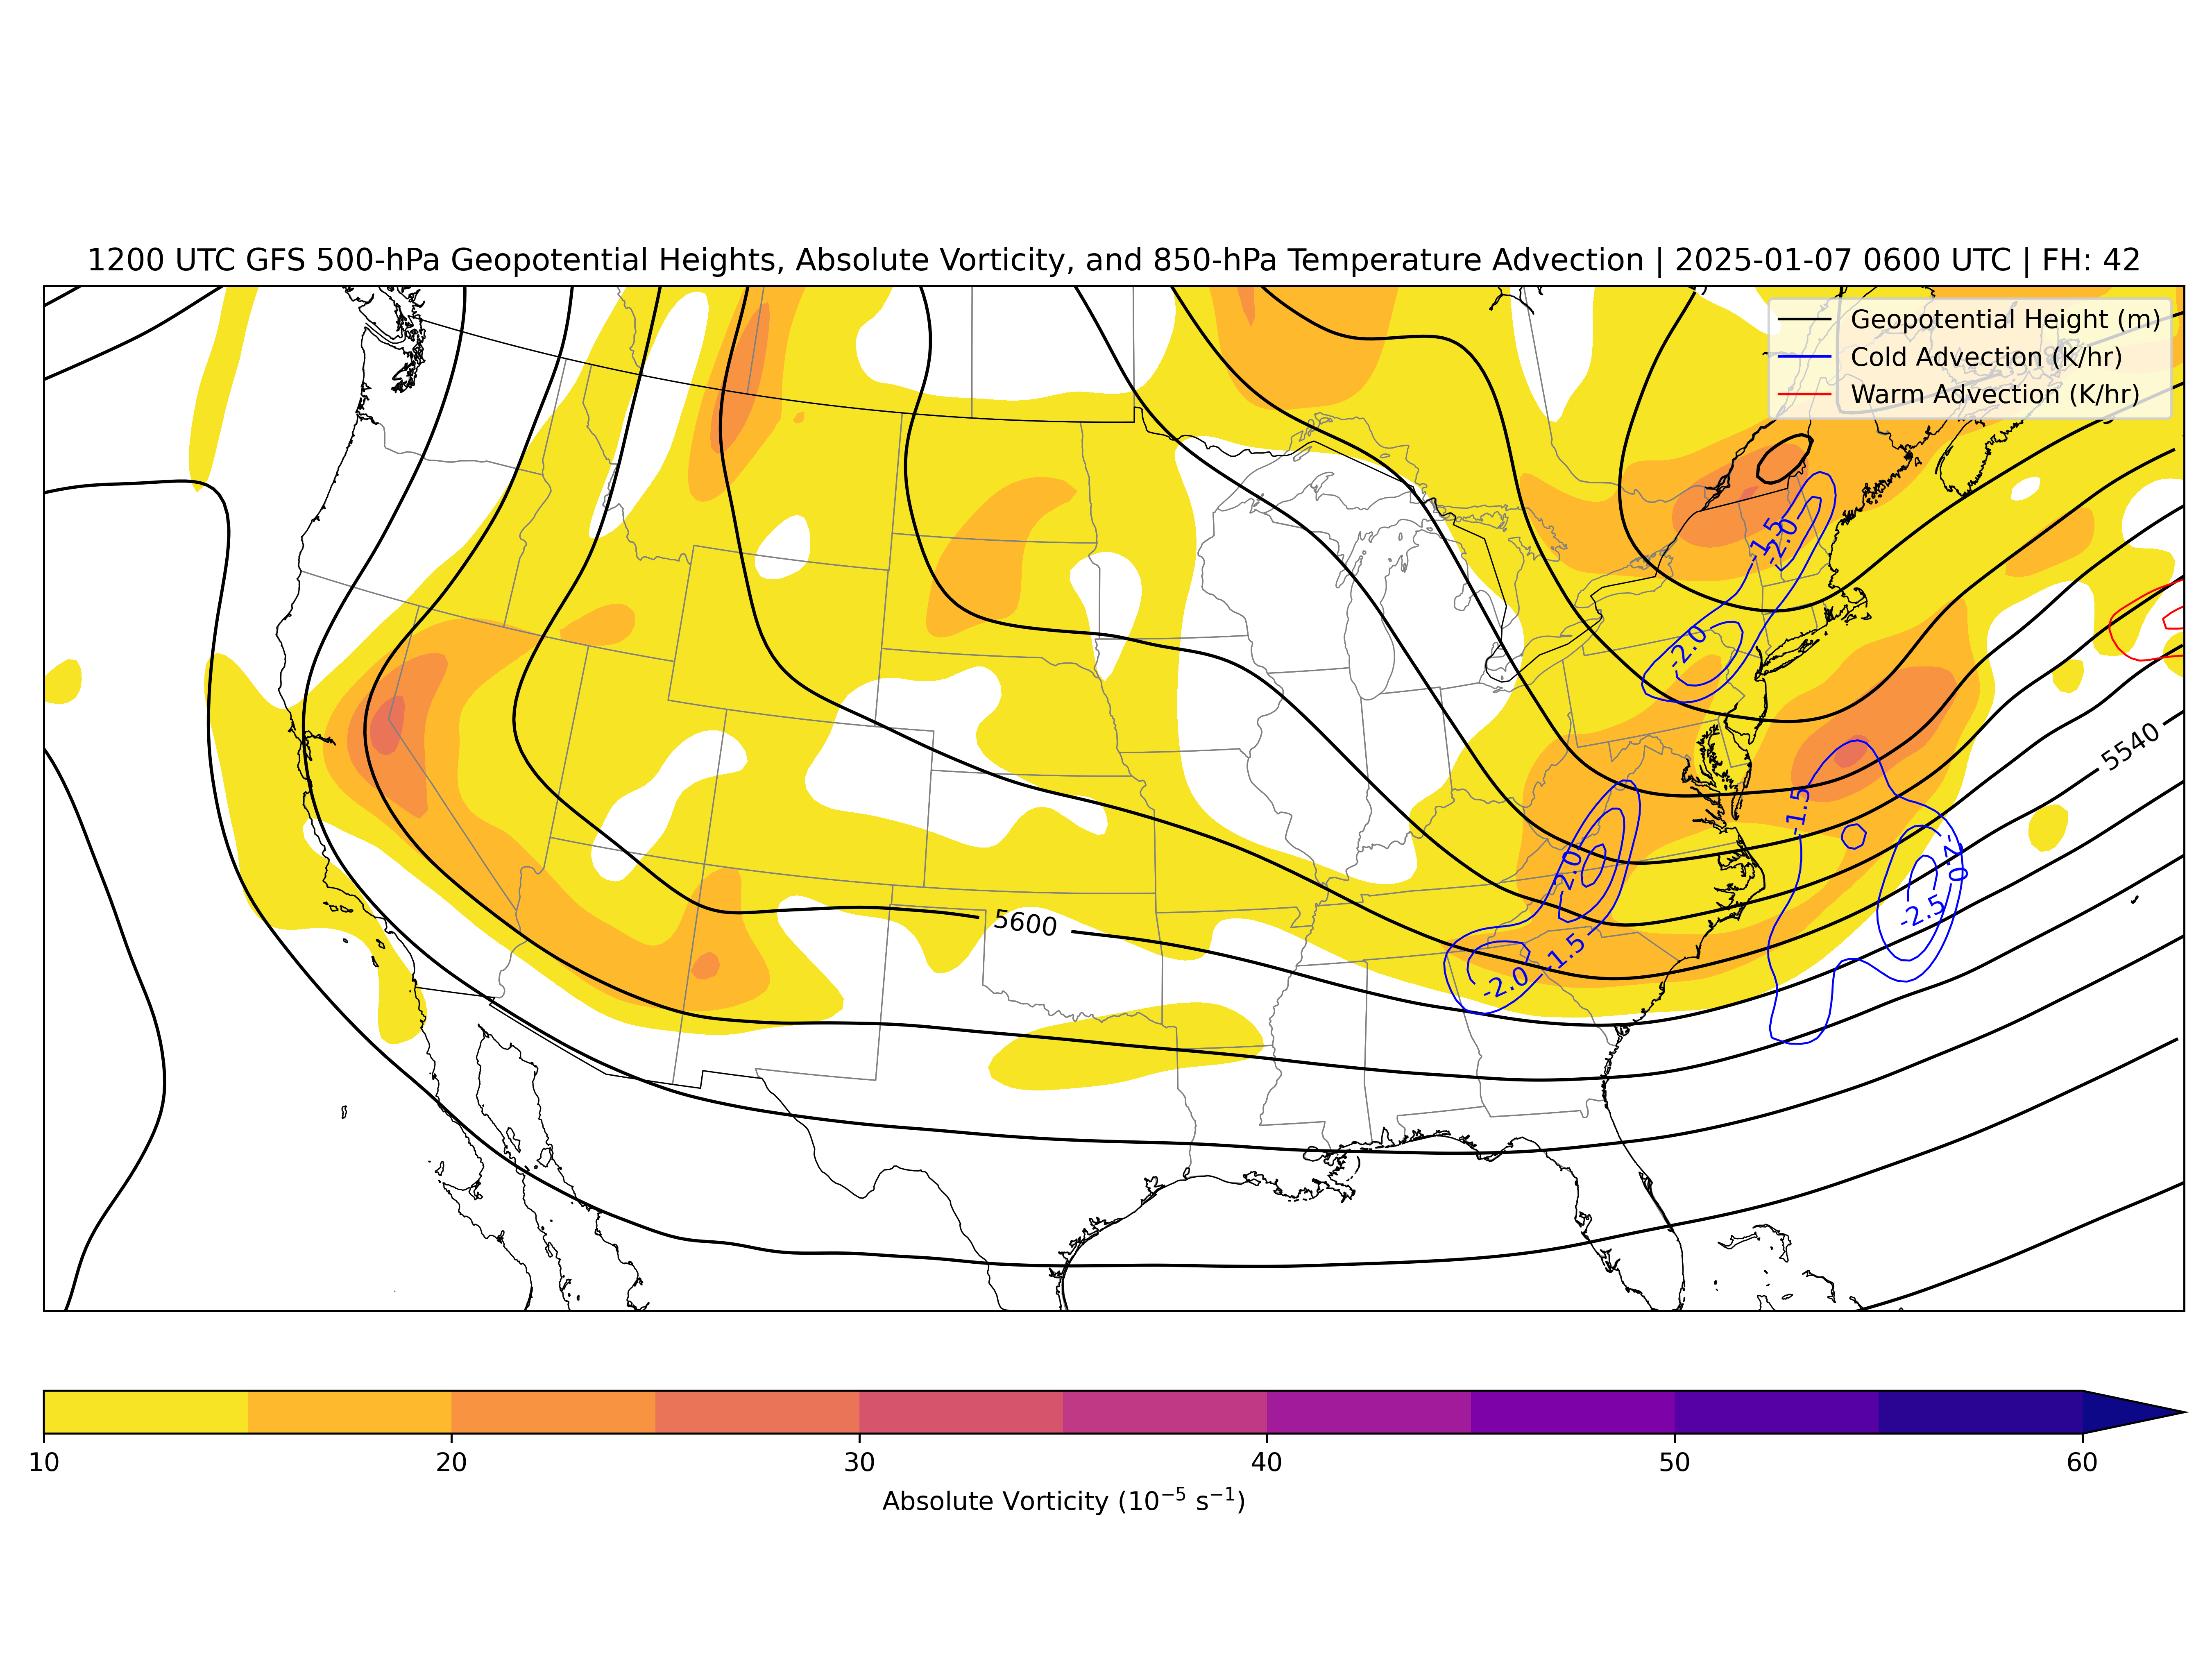 1200 UTC GFS 500-hPa Geopotential Heights, Absolute Vorticity, and 850-hPa Temperature Advection | 2025-01-07 0600 UTC | FH: 42
Geopotential Height (m)
Cold Advection (K/hr)
Warm Advection (K/hr)
-1.5
-2.0
-2.0
5540
-1.5
-2.0
-2.0
-2.5
5600
-1.5
-2.0
10 20 30 40 50 60
Absolute Vorticity (10⁻⁵ s⁻¹)